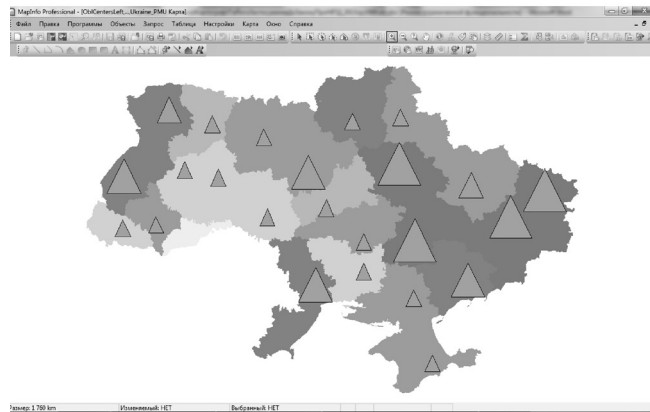 MapInfo Professional - [OblCentersLeft,...,Ukraine_PMU Карта]
Файл Правка Программы Объекты Запрос Таблица Настройки Карта Окно Справка
Размер: 1 780 km Изменяемый: НЕТ Выбранный: НЕТ